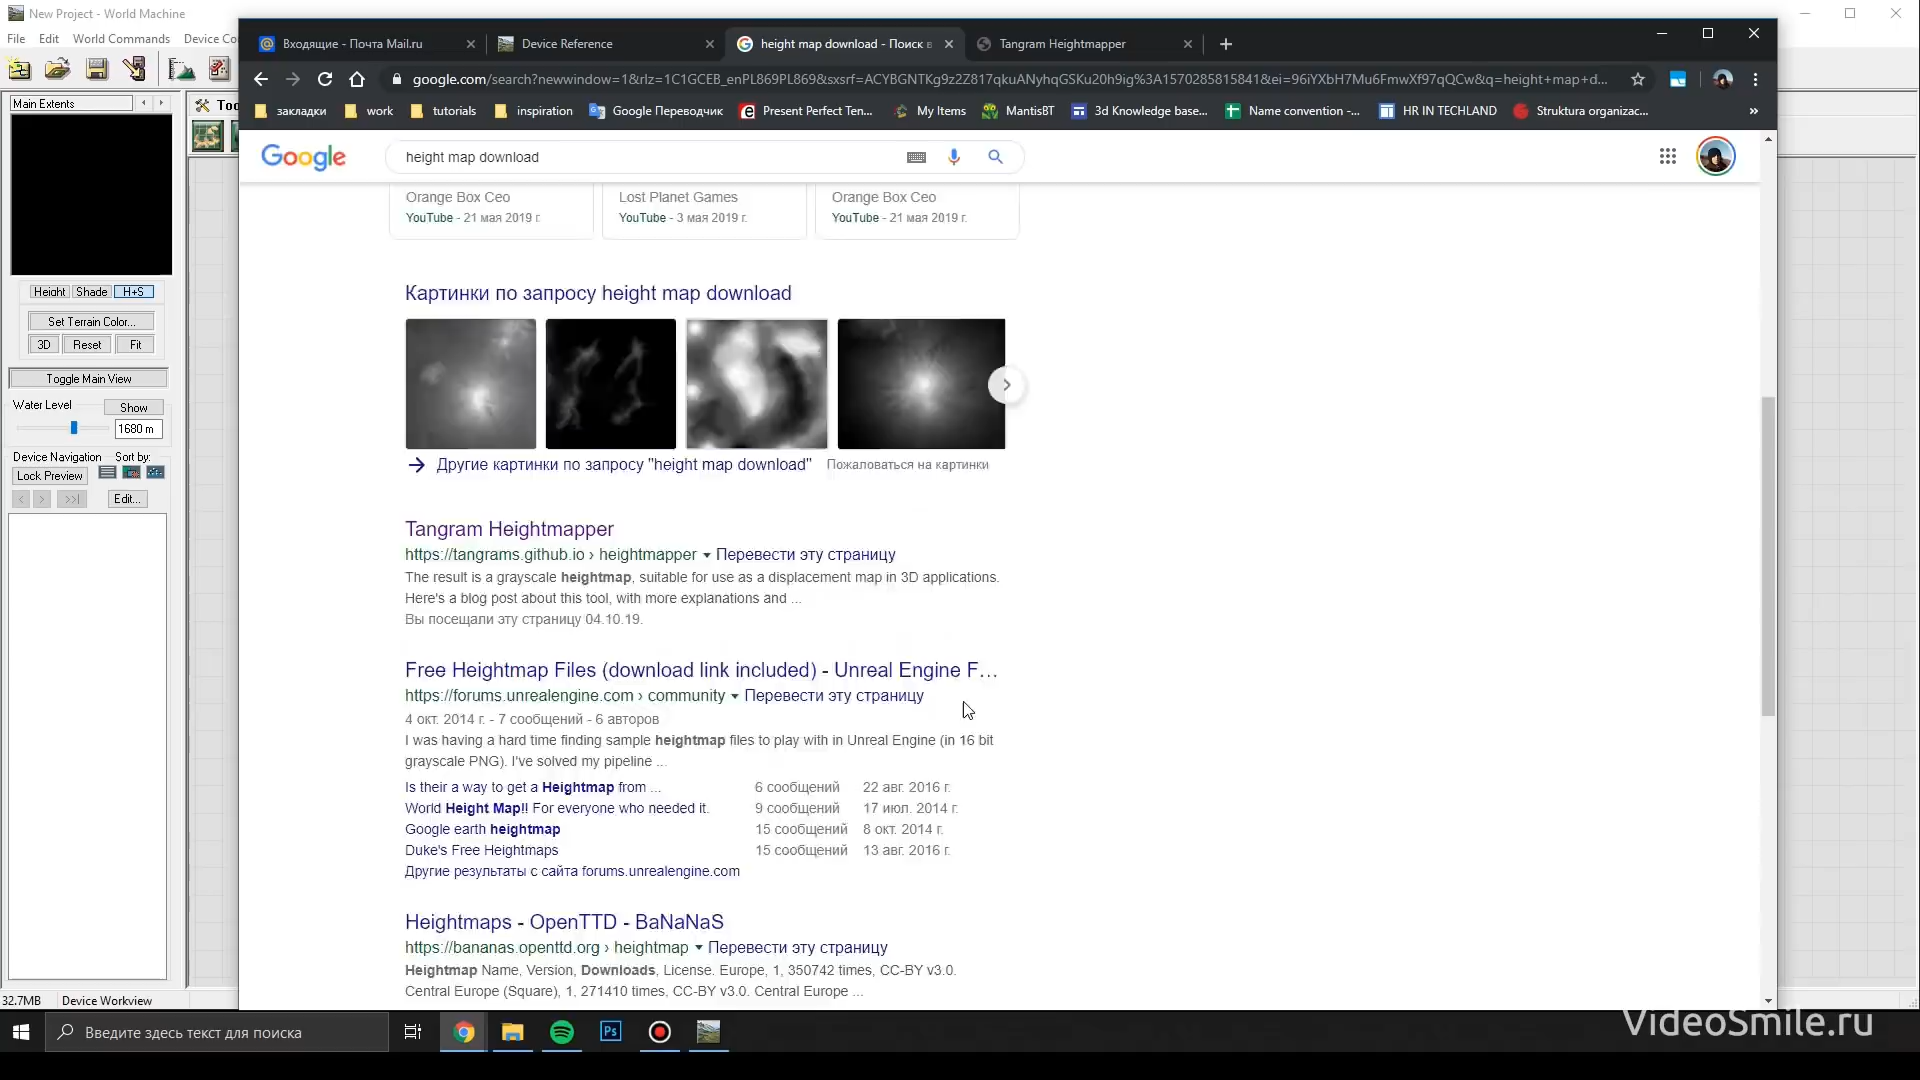 New Project - World Machine
File Edit World Commands Device Co
Входящие - Почта Mail.ru
Device Reference
height map download - Поиск в
Tangram Heightmapper
google.com/search?newwindow=1&rlz=1C1GCEB_enPL869PL869&sxsrf=ACYBGNTKg9z2Z817qkuANyhqGSKu20h9ig%3A1570285815841&ei=96iYXbH7Mu6FmwXf97qQCw&q=height+map+d...
закладки work tutorials inspiration Google Переводчик Present Perfect Ten... My Items MantisBT 3d Knowledge base... Name convention -... HR IN TECHLAND Struktura organizac... »
Main Extents
Too
Google
height map download
Orange Box Ceo
YouTube - 21 мая 2019 г.
Lost Planet Games
YouTube - 3 мая 2019 г.
Orange Box Ceo
YouTube - 21 мая 2019 г.
Height Shade H+S
Set Terrain Color...
3D Reset Fit
Toggle Main View
Water Level Show
1680 m
Device Navigation Sort by:
Lock Preview
< > >>| Edit...
Картинки по запросу height map download
Другие картинки по запросу "height map download" Пожаловаться на картинки
Tangram Heightmapper
https://tangrams.github.io › heightmapper Перевести эту страницу
The result is a grayscale heightmap, suitable for use as a displacement map in 3D applications.
Here's a blog post about this tool, with more explanations and ...
Вы посещали эту страницу 04.10.19.
Free Heightmap Files (download link included) - Unreal Engine F...
https://forums.unrealengine.com › community Перевести эту страницу
4 окт. 2014 г. - 7 сообщений - 6 авторов
I was having a hard time finding sample heightmap files to play with in Unreal Engine (in 16 bit
grayscale PNG). I've solved my pipeline ...
Is their a way to get a Heightmap from ... 6 сообщений 22 авг. 2016 г.
World Height Map!! For everyone who needed it. 9 сообщений 17 июл. 2014 г.
Google earth heightmap 15 сообщений 8 окт. 2014 г.
Duke's Free Heightmaps 15 сообщений 13 авг. 2016 г.
Другие результаты с сайта forums.unrealengine.com
Heightmaps - OpenTTD - BaNaNaS
https://bananas.openttd.org › heightmap Перевести эту страницу
Heightmap Name, Version, Downloads, License. Europe, 1, 350742 times, CC-BY v3.0.
Central Europe (Square), 1, 271410 times, CC-BY v3.0. Central Europe ...
32.7MB Device Workview
Введите здесь текст для поиска
Ps
VideoSmile.ru